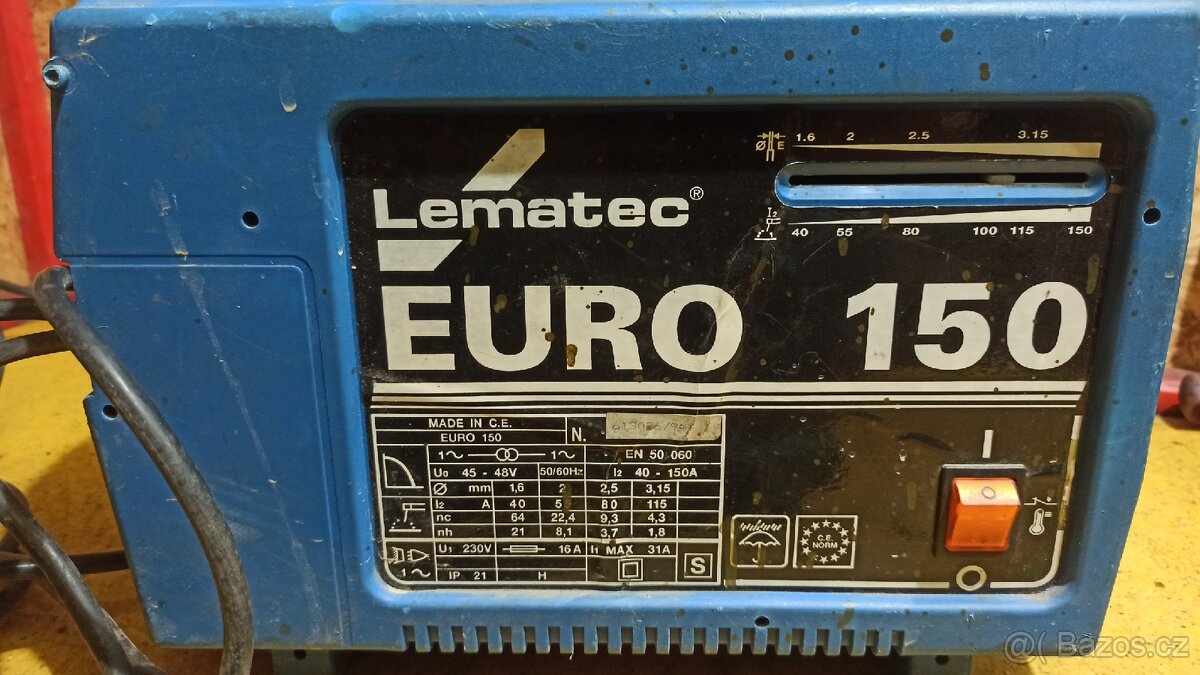 Ø E 1.6 2 2.5 3.15
Lematec®
I2
40 55 80 100 115 150
EURO 150
MADE IN C.E.
EURO 150 N.
1~ 1~ EN 50 060
U0 45 - 48V 50/60Hz I2 40 - 150A
Ø mm 1,6 2 2,5 3,15
I2 A 40 5 80 115
nc 64 22,4 9,3 4,3
nh 21 8,1 3,7 1,8
1~ U1 230V 16A I1 MAX 31A
IP 21 H S
C.E.
NORM
Bazos.cz